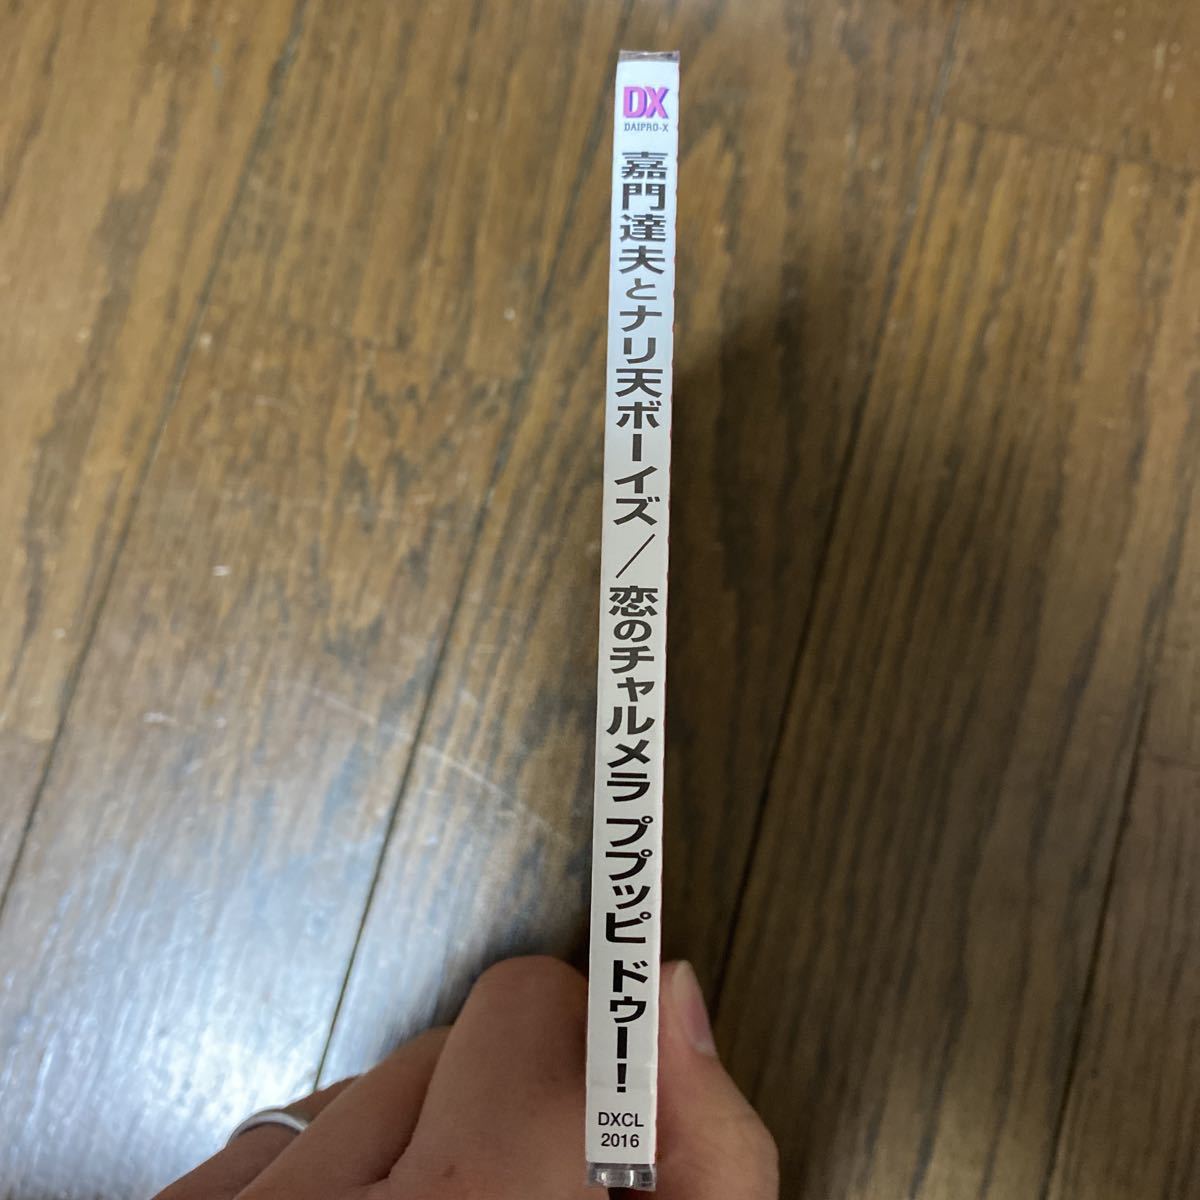 DX
DAIPRO-X
嘉門達夫とナリ天ボーイズ／恋のチャルメラ ププッピ ドゥー！
DXCL
2016